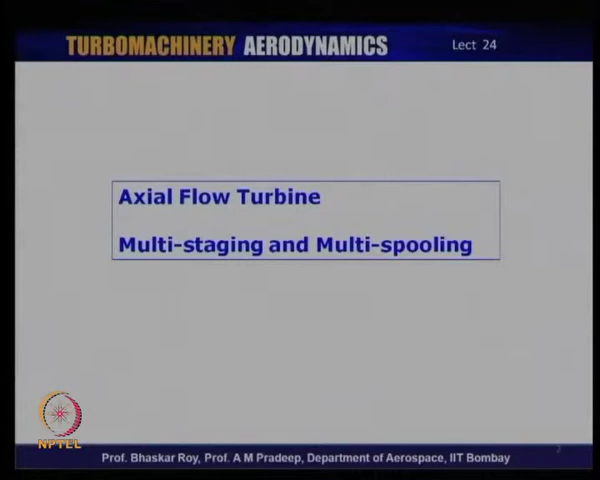 TURBOMACHINERY AERODYNAMICS
Lect 24
Axial Flow Turbine
Multi-staging and Multi-spooling
NPTEL
Prof. Bhaskar Roy, Prof. A M Pradeep, Department of Aerospace, IIT Bombay